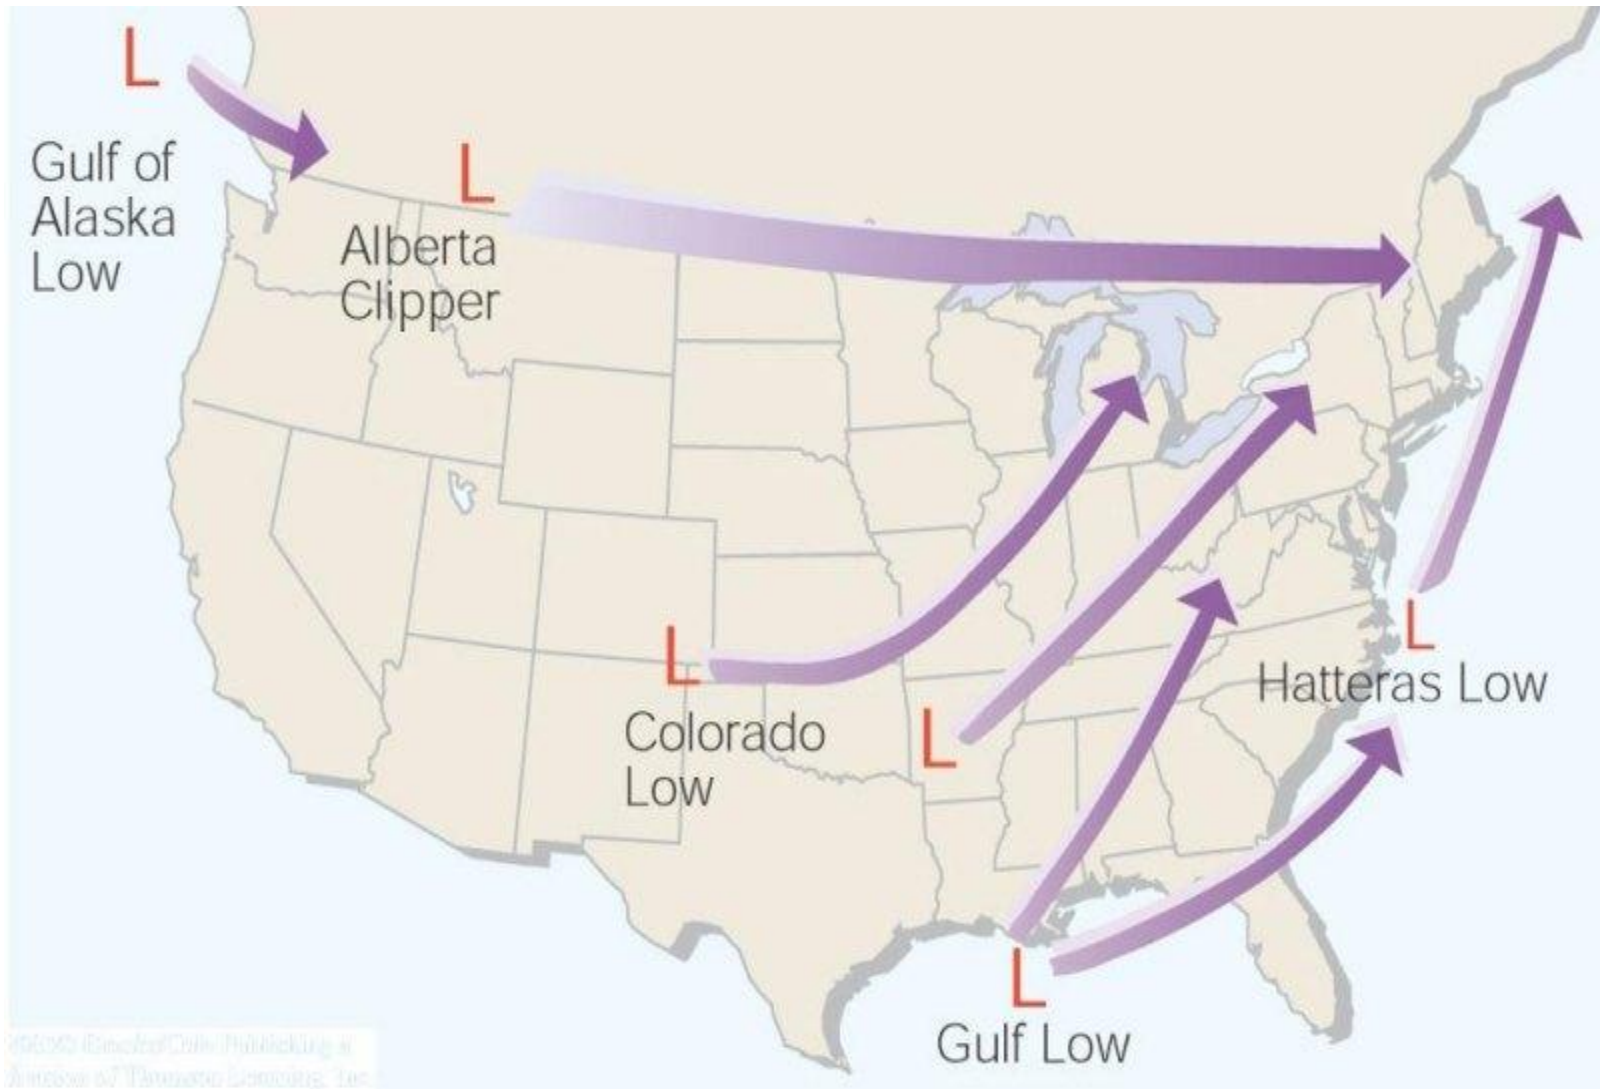 L
Gulf of
Alaska
Low
L
Alberta
Clipper
L
Colorado
Low
L
L
Hatteras Low
L
Gulf Low